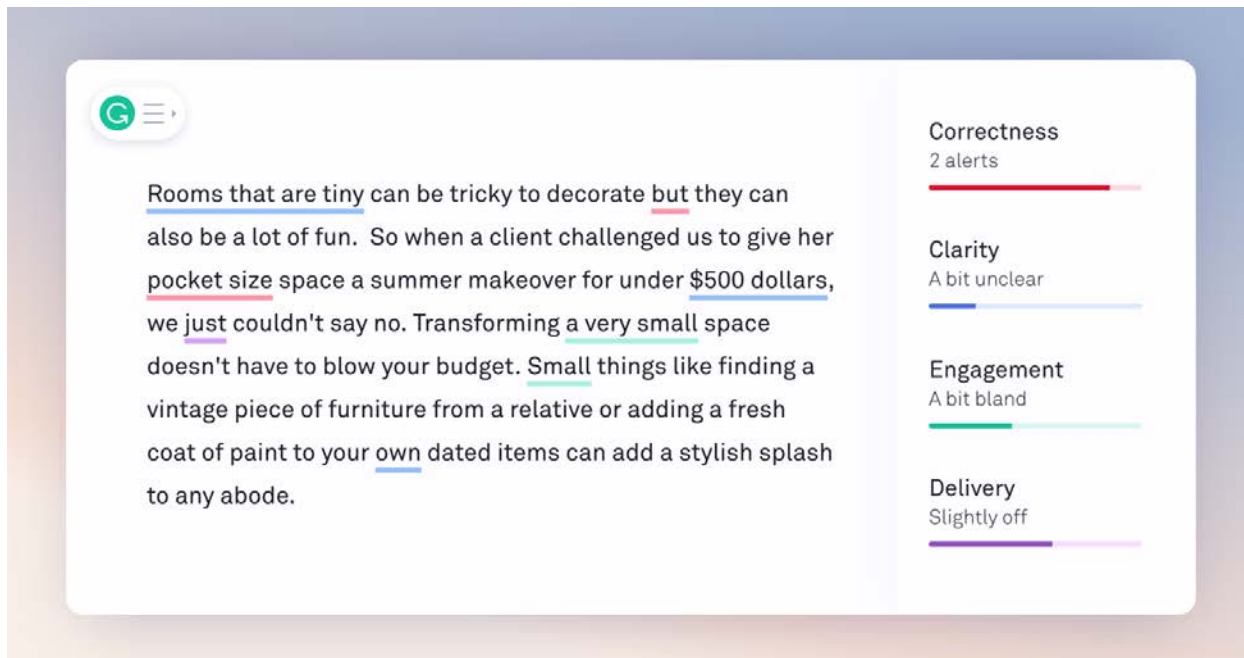 Rooms that are tiny can be tricky to decorate but they can
also be a lot of fun.  So when a client challenged us to give her
pocket size space a summer makeover for under $500 dollars,
we just couldn't say no. Transforming a very small space
doesn't have to blow your budget. Small things like finding a
vintage piece of furniture from a relative or adding a fresh
coat of paint to your own dated items can add a stylish splash
to any abode.
Correctness
2 alerts
Clarity
A bit unclear
Engagement
A bit bland
Delivery
Slightly off